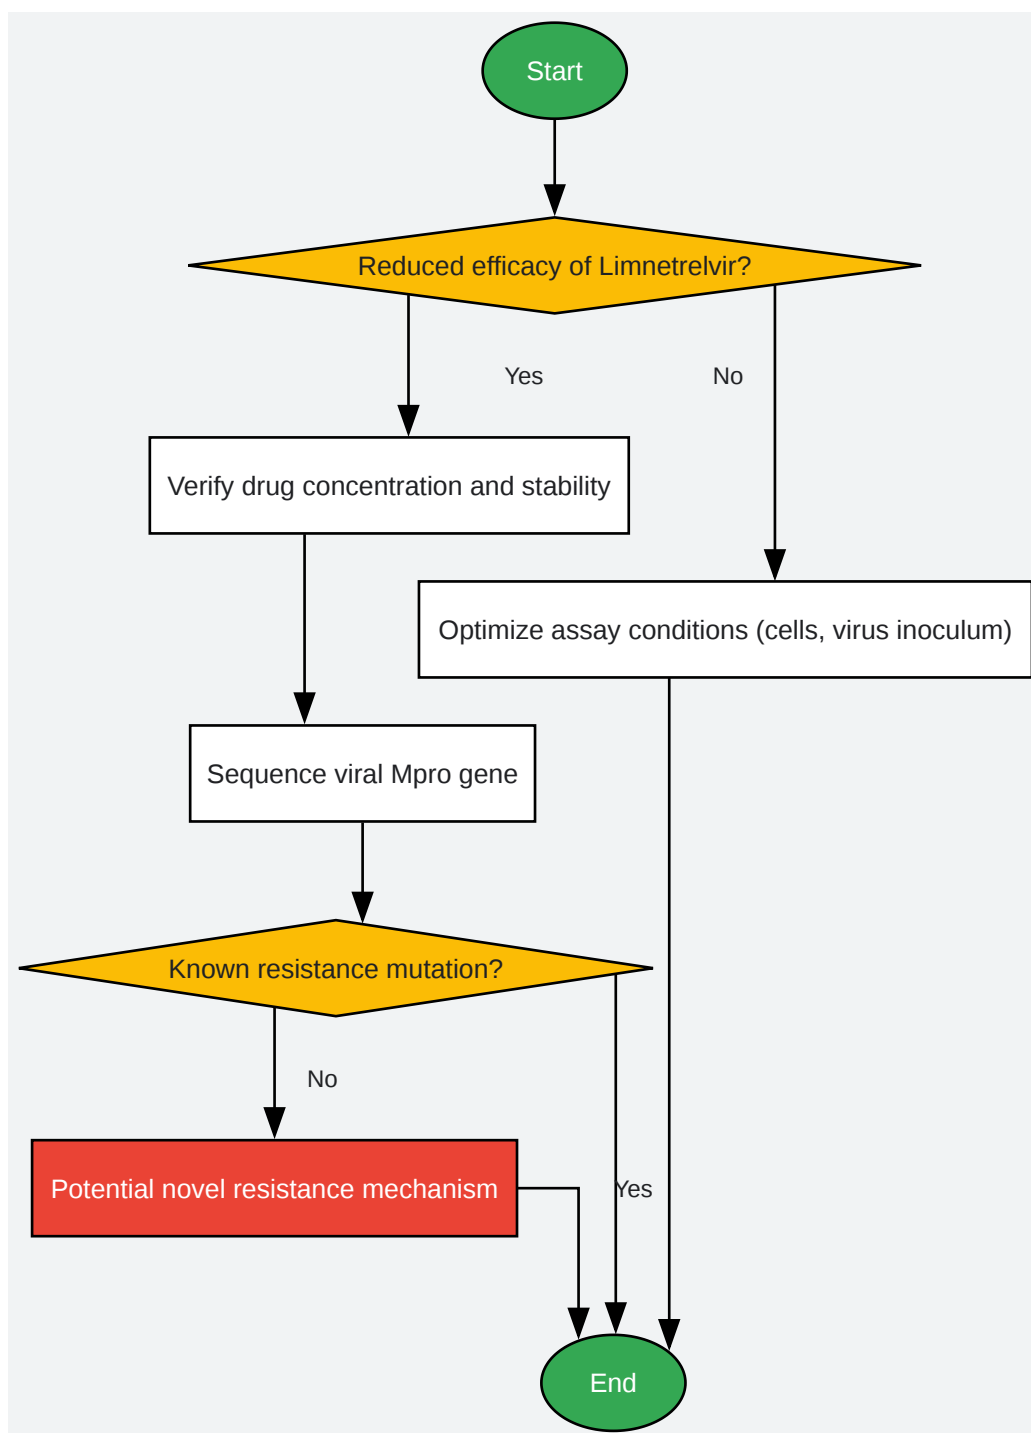 Start
Reduced efficacy of Limnetrelvir?
Yes
No
Verify drug concentration and stability
Optimize assay conditions (cells, virus inoculum)
Sequence viral Mpro gene
Known resistance mutation?
No
Potential novel resistance mechanism
Yes
End